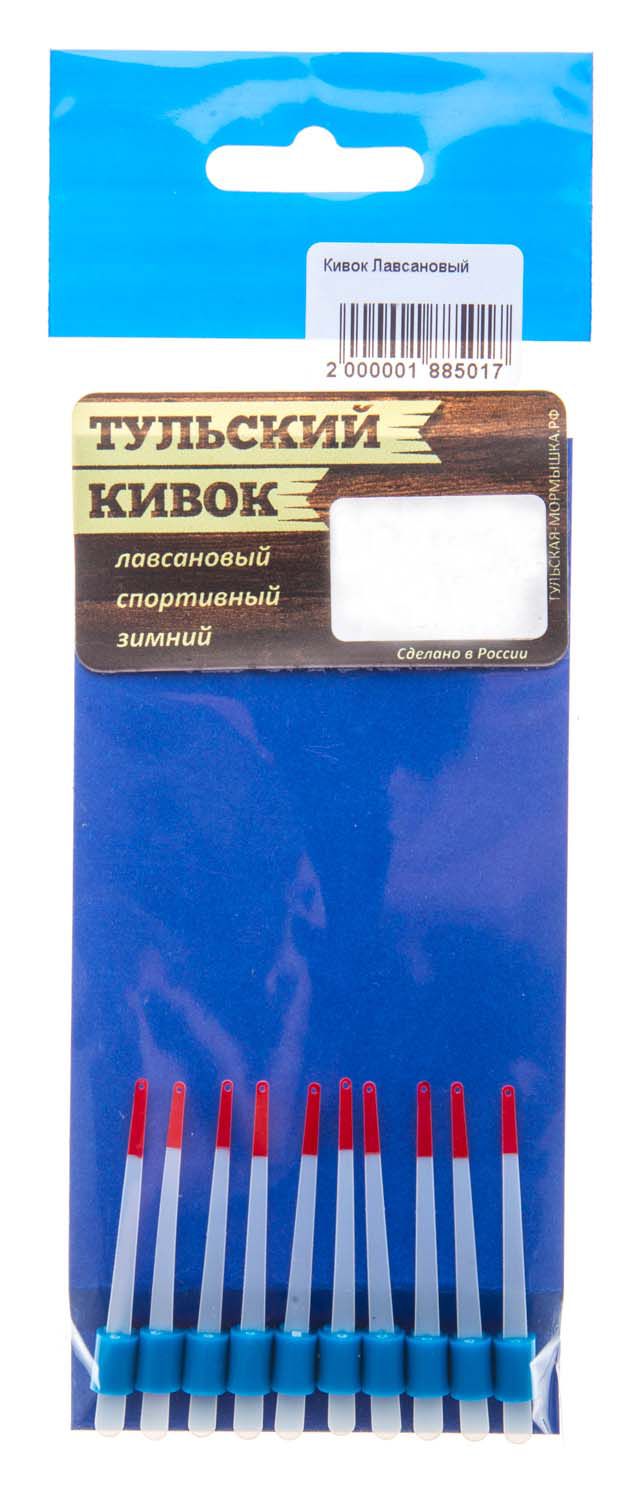 Кивок Лавсановый
2 000001 885017
ТУЛЬСКИЙ
КИВОК
лавсановый
спортивный
зимний
Сделано в России
ТУЛЬСКАЯ-МОРМЫШКА.РФ